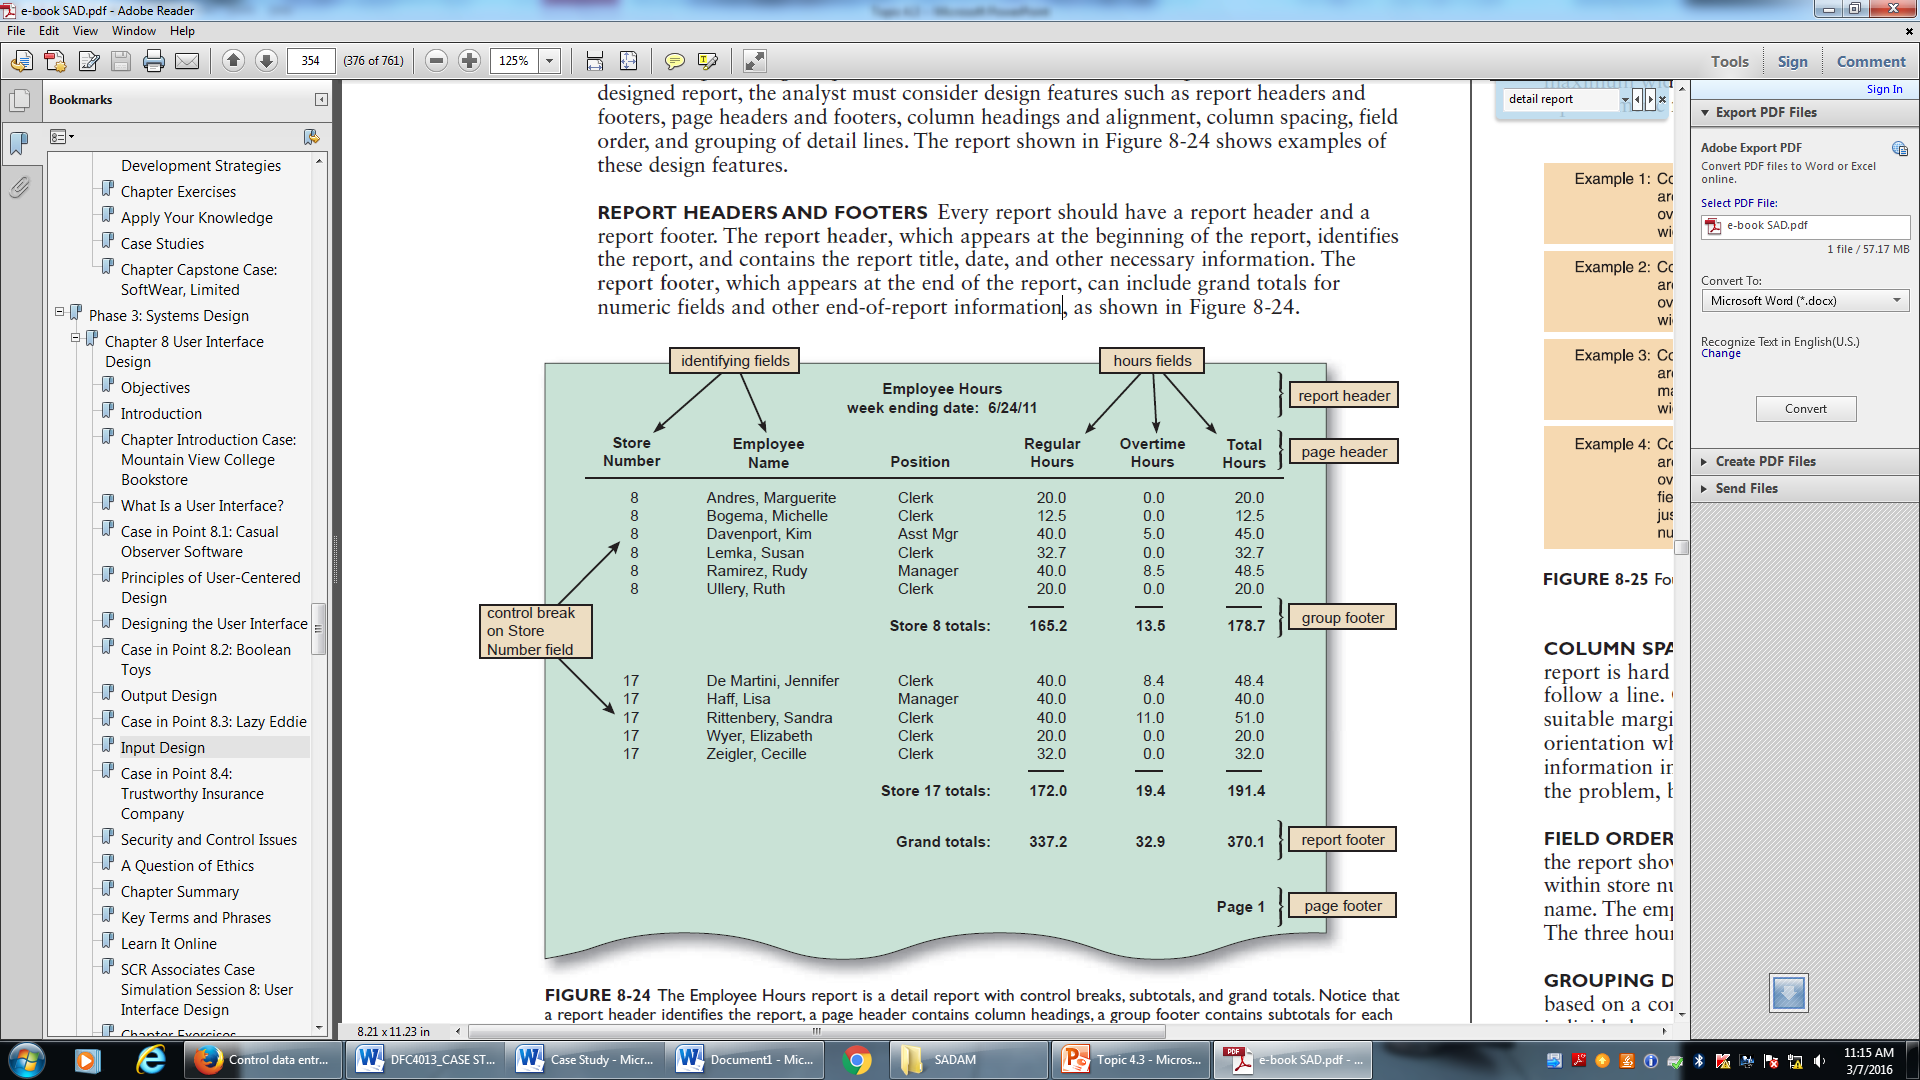 e-book SAD.pdf - Adobe Reader
File Edit View Window Help
354 (376 of 761) 125% Tools Sign Comment
Bookmarks
Development Strategies
Chapter Exercises
Apply Your Knowledge
Case Studies
Chapter Capstone Case:
SoftWear, Limited
Phase 3: Systems Design
Chapter 8 User Interface
Design
Objectives
Introduction
Chapter Introduction Case:
Mountain View College
Bookstore
What Is a User Interface?
Case in Point 8.1: Casual
Observer Software
Principles of User-Centered
Design
Designing the User Interface
Case in Point 8.2: Boolean
Toys
Output Design
Case in Point 8.3: Lazy Eddie
Input Design
Case in Point 8.4:
Trustworthy Insurance
Company
Security and Control Issues
A Question of Ethics
Chapter Summary
Key Terms and Phrases
Learn It Online
SCR Associates Case
Simulation Session 8: User
Interface Design
Chapter Exercises
designed report, the analyst must consider design features such as report headers and
footers, page headers and footers, column headings and alignment, column spacing, field
order, and grouping of detail lines. The report shown in Figure 8-24 shows examples of
these design features.
REPORT HEADERS AND FOOTERS Every report should have a report header and a
report footer. The report header, which appears at the beginning of the report, identifies
the report, and contains the report title, date, and other necessary information. The
report footer, which appears at the end of the report, can include grand totals for
numeric fields and other end-of-report information, as shown in Figure 8-24.
identifying fields hours fields
Employee Hours
week ending date: 6/24/11
report header
Store Employee Regular Overtime Total
Number Name Position Hours Hours Hours
page header
8 Andres, Marguerite Clerk 20.0 0.0 20.0
8 Bogema, Michelle Clerk 12.5 0.0 12.5
8 Davenport, Kim Asst Mgr 40.0 5.0 45.0
8 Lemka, Susan Clerk 32.7 0.0 32.7
8 Ramirez, Rudy Manager 40.0 8.5 48.5
8 Ullery, Ruth Clerk 20.0 0.0 20.0
control break
on Store
Number field
Store 8 totals: 165.2 13.5 178.7
group footer
17 De Martini, Jennifer Clerk 40.0 8.4 48.4
17 Haff, Lisa Manager 40.0 0.0 40.0
17 Rittenbery, Sandra Clerk 40.0 11.0 51.0
17 Wyer, Elizabeth Clerk 20.0 0.0 20.0
17 Zeigler, Cecille Clerk 32.0 0.0 32.0
Store 17 totals: 172.0 19.4 191.4
Grand totals: 337.2 32.9 370.1
report footer
Page 1
page footer
FIGURE 8-24 The Employee Hours report is a detail report with control breaks, subtotals, and grand totals. Notice that
a report header identifies the report, a page header contains column headings, a group footer contains subtotals for each
8.21 x 11.23 in
detail report
Example 1: Co
are
ov
wi
Example 2: Co
are
ov
wi
Example 3: Co
are
ma
wi
Example 4: Co
are
ov
fie
jus
nu
FIGURE 8-25 Fo
COLUMN SPA
report is hard
follow a line.
suitable margi
orientation wh
information in
the problem, b
FIELD ORDER
the report show
within store nu
name. The emp
The three hour
GROUPING D
based on a con
Sign In
Export PDF Files
Adobe Export PDF
Convert PDF files to Word or Excel
online.
Select PDF File:
e-book SAD.pdf
1 file / 57.17 MB
Convert To:
Microsoft Word (*.docx)
Recognize Text in English(U.S.)
Change
Convert
Create PDF Files
Send Files
Control data entr...
DFC4013_CASE ST...
Case Study - Micr...
Document1 - Mic...
SADAM
Topic 4.3 - Micros...
e-book SAD.pdf - ...
11:15 AM
3/7/2016